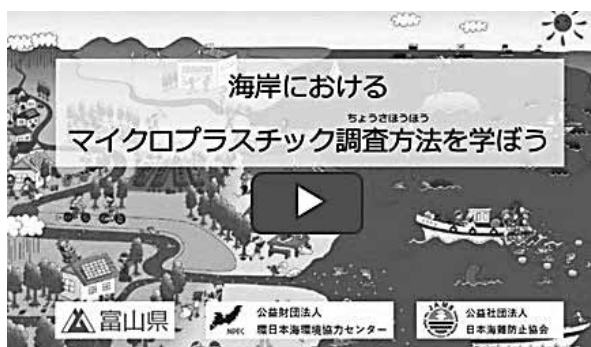 海岸における
ちょうさほうほう
マイクロプラスチック調査方法を学ぼう
富山県
NPEC
公益財団法人
環日本海環境協力センター
公益社団法人
日本海難防止協会